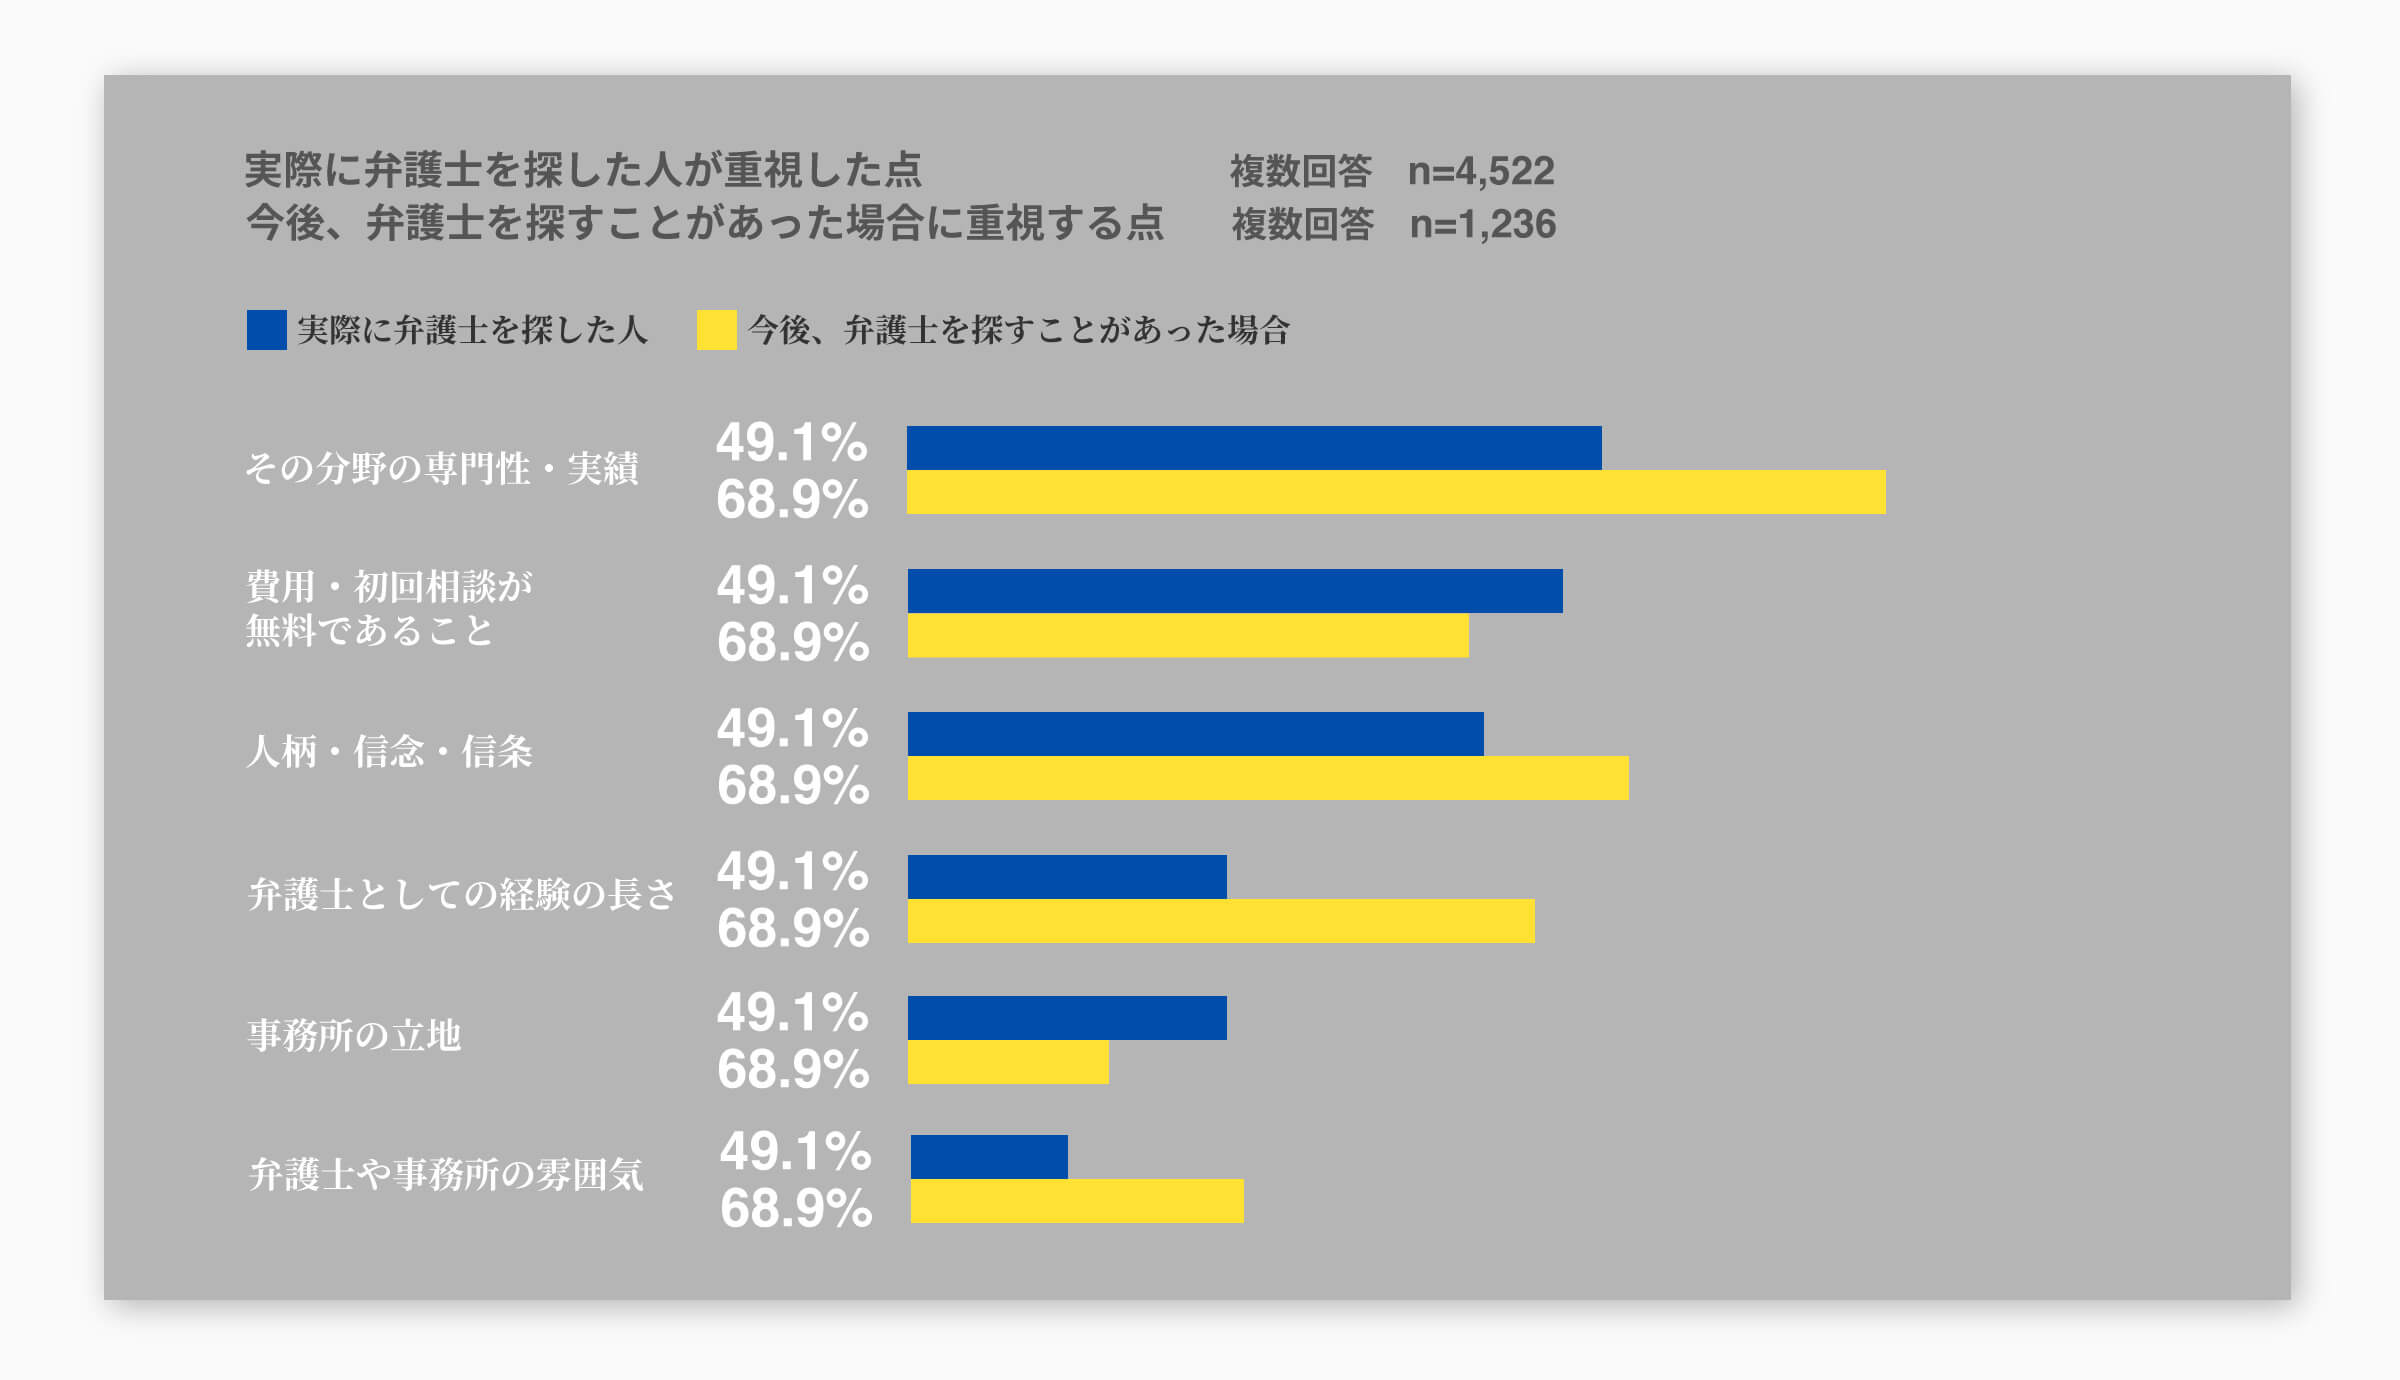 実際に弁護士を探した人が重視した点 複数回答 n=4,522
今後、弁護士を探すことがあった場合に重視する点 複数回答 n=1,236
実際に弁護士を探した人 今後、弁護士を探すことがあった場合
その分野の専門性・実績
49.1%
68.9%
費用・初回相談が
無料であること
49.1%
68.9%
人柄・信念・信条
49.1%
68.9%
弁護士としての経験の長さ
49.1%
68.9%
事務所の立地
49.1%
68.9%
弁護士や事務所の雰囲気
49.1%
68.9%